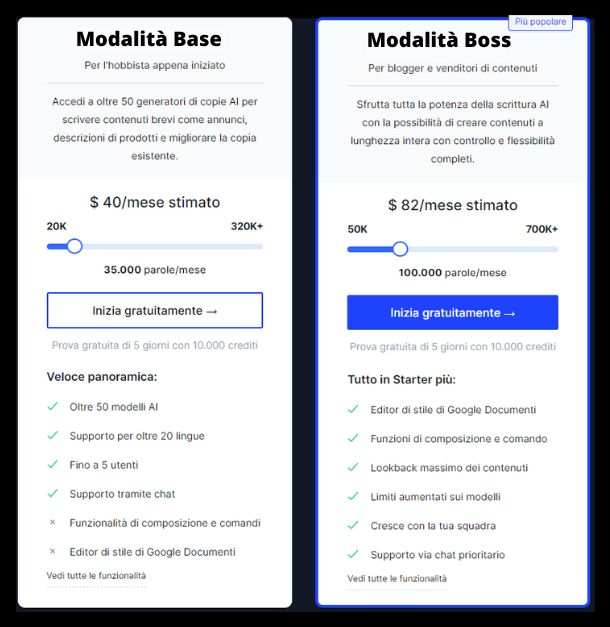 Modalità Base
Per l'hobbista appena iniziato
Accedi a oltre 50 generatori di copie AI per
scrivere contenuti brevi come annunci,
descrizioni di prodotti e migliorare la copia
esistente.
$ 40/mese stimato
20K 320K+
35.000 parole/mese
Inizia gratuitamente →
Prova gratuita di 5 giorni con 10.000 crediti
Veloce panoramica:
Oltre 50 modelli AI
Supporto per oltre 20 lingue
Fino a 5 utenti
Supporto tramite chat
Funzionalità di composizione e comandi
Editor di stile di Google Documenti
Vedi tutte le funzionalità
Più popolare
Modalità Boss
Per blogger e venditori di contenuti
Sfrutta tutta la potenza della scrittura AI
con la possibilità di creare contenuti a
lunghezza intera con controllo e flessibilità
completi.
$ 82/mese stimato
50K 700K+
100.000 parole/mese
Inizia gratuitamente →
Prova gratuita di 5 giorni con 10.000 crediti
Tutto in Starter più:
Editor di stile di Google Documenti
Funzioni di composizione e comando
Lookback massimo dei contenuti
Limiti aumentati sui modelli
Cresce con la tua squadra
Supporto via chat prioritario
Vedi tutte le funzionalità